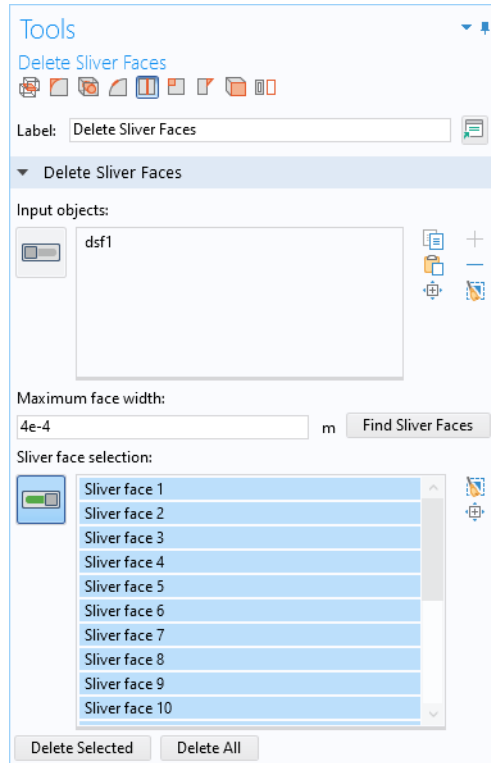 Tools
Delete Sliver Faces
Label: Delete Sliver Faces
Delete Sliver Faces
Input objects:
dsf1
Maximum face width:
4e-4 m Find Sliver Faces
Sliver face selection:
Sliver face 1
Sliver face 2
Sliver face 3
Sliver face 4
Sliver face 5
Sliver face 6
Sliver face 7
Sliver face 8
Sliver face 9
Sliver face 10
Delete Selected Delete All